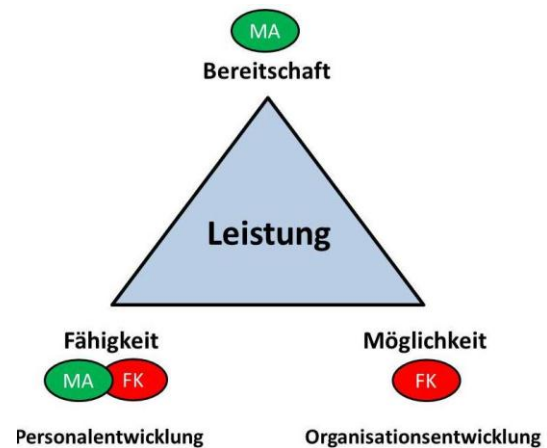 MA
Bereitschaft
Leistung
Fähigkeit Möglichkeit
MA FK FK
Personalentwicklung Organisationsentwicklung